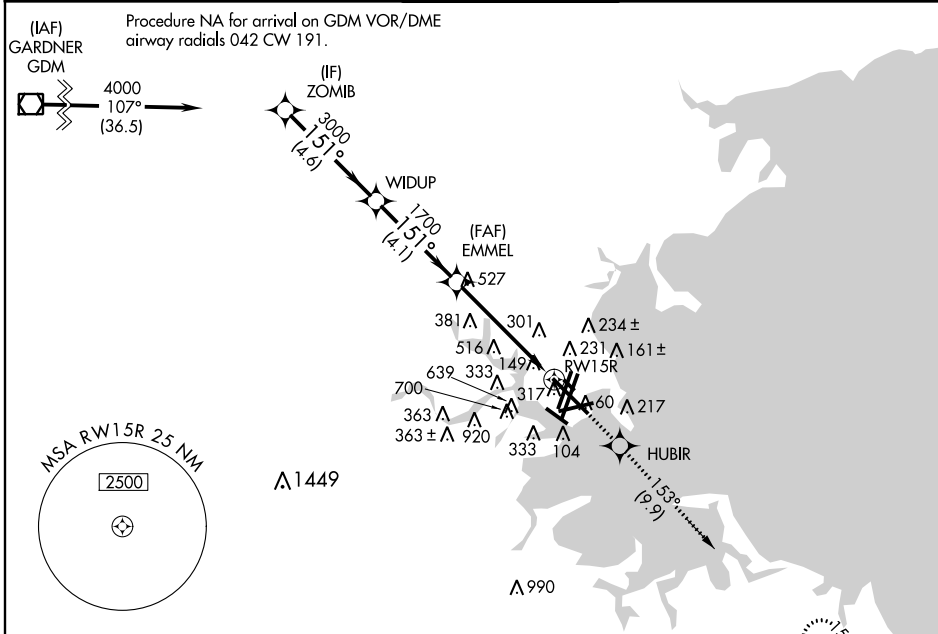 Procedure NA for arrival on GDM VOR/DME
airway radials 042 CW 191.
(IAF)
GARDNER
GDM
4000
107°
(36.5)
(IF)
ZOMIB
3000
151°
(4.6)
WIDUP
1700
151°
(4.1)
(FAF)
EMMEL
527
381
301
234 ±
516
231
161 ±
149
RW15R
333
639
317
700
60
217
363
363 ±
920
333
104
HUBIR
153°
(9.9)
MSA RW15R 25 NM
2500
1449
990